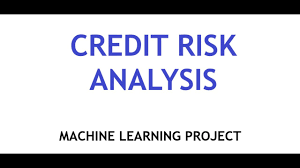 CREDIT RISK
ANALYSIS
MACHINE LEARNING PROJECT